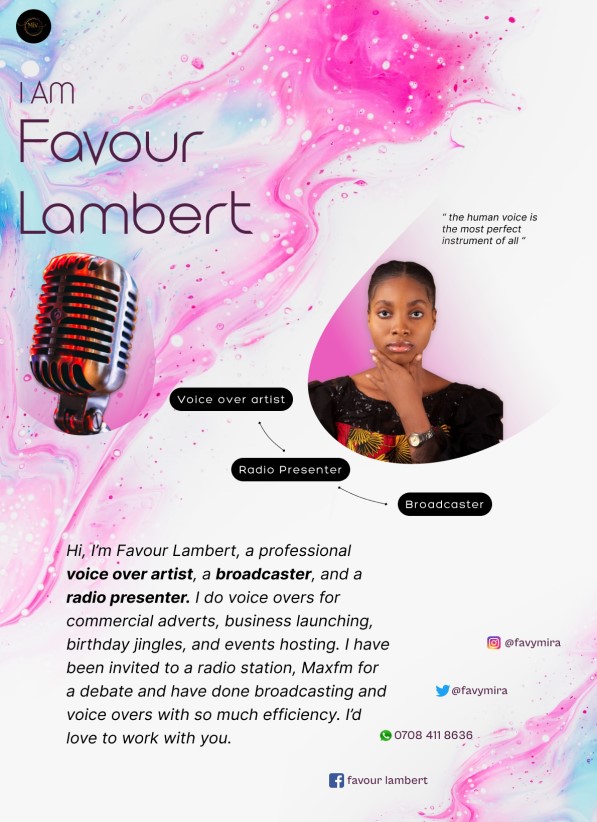 I AM
Favour
Lambert
“ the human voice is
the most perfect
instrument of all ”
Voice over artist
Radio Presenter
Broadcaster
Hi, I’m Favour Lambert, a professional
voice over artist, a broadcaster, and a
radio presenter. I do voice overs for
commercial adverts, business launching,
birthday jingles, and events hosting. I have
been invited to a radio station, Maxfm for
a debate and have done broadcasting and
voice overs with so much efficiency. I’d
love to work with you.
@favymira
@favymira
0708 411 8636
favour lambert